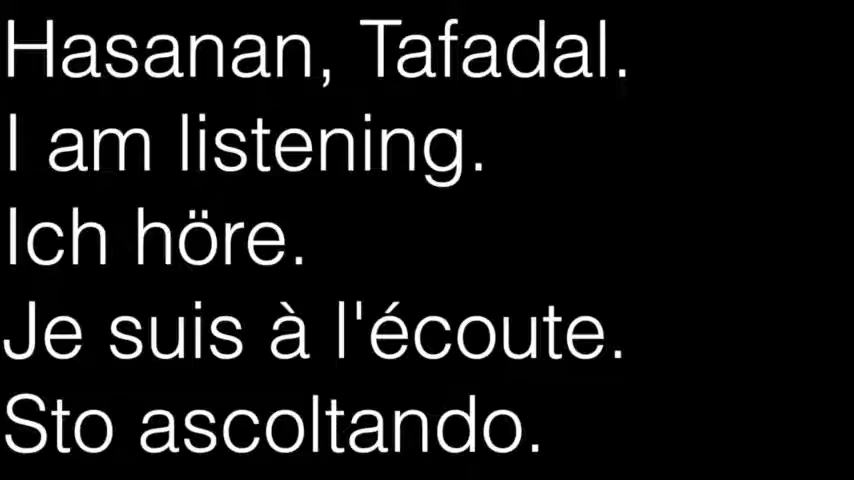 Hasanan, Tafadal.
I am listening.
Ich höre.
Je suis à l'écoute.
Sto ascoltando.